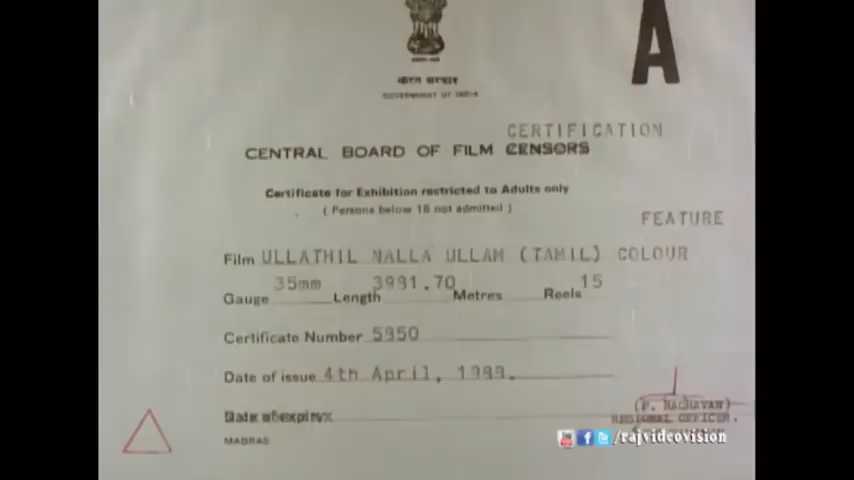 A
भारत सरकार
GOVERNMENT OF INDIA
CERTIFICATION
CENTRAL BOARD OF FILM CENSORS
Certificate for Exhibition restricted to Adults only
( Persons below 18 not admitted )
FEATURE
Film ULLATHIL NALLA ULLAM (TAMIL) COLOUR
Gauge 35mm Length 3991.70 Metres Reels 15
Certificate Number 5950
Date of issue 4th April, 1989.
Date of expiry
(P. RAGHAVAN)
REGIONAL OFFICER.
MADRAS
/rajvideovision